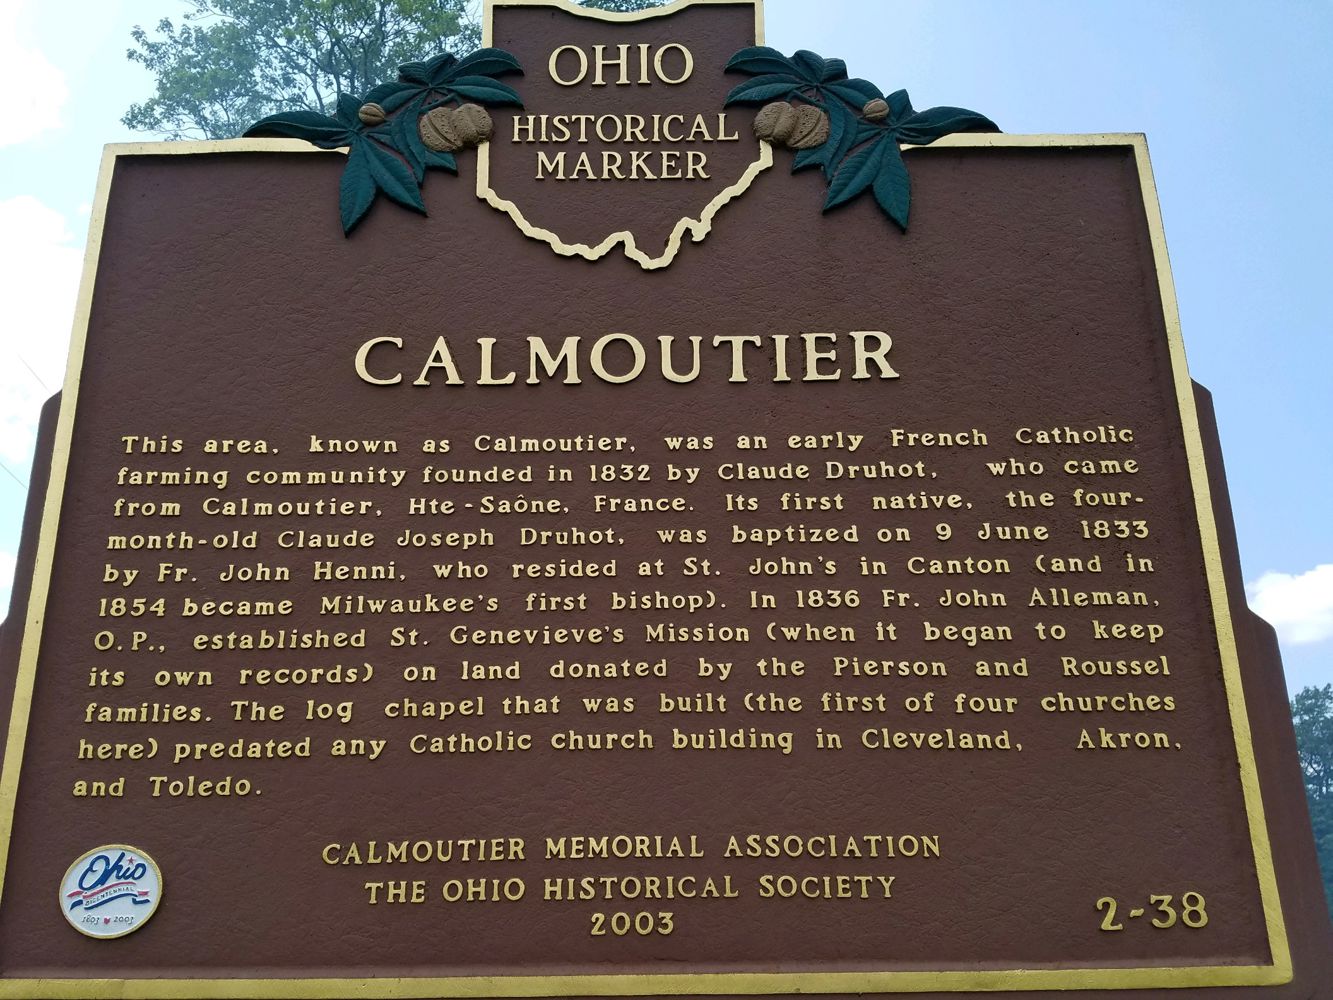 OHIO
HISTORICAL
MARKER
CALMOUTIER
This area, known as Calmoutier, was an early French Catholic
farming community founded in 1832 by Claude Druhot, who came
from Calmoutier, Hte-Saône, France. Its first native, the four-
month-old Claude Joseph Druhot, was baptized on 9 June 1833
by Fr. John Henni, who resided at St. John's in Canton (and in
1854 became Milwaukee's first bishop). In 1836 Fr. John Alleman,
O.P., established St. Genevieve's Mission (when it began to keep
its own records) on land donated by the Pierson and Roussel
families. The log chapel that was built (the first of four churches
here) predated any Catholic church building in Cleveland, Akron,
and Toledo.
CALMOUTIER MEMORIAL ASSOCIATION
THE OHIO HISTORICAL SOCIETY
2003
2-38
Ohio
BICENTENNIAL
1803 2003